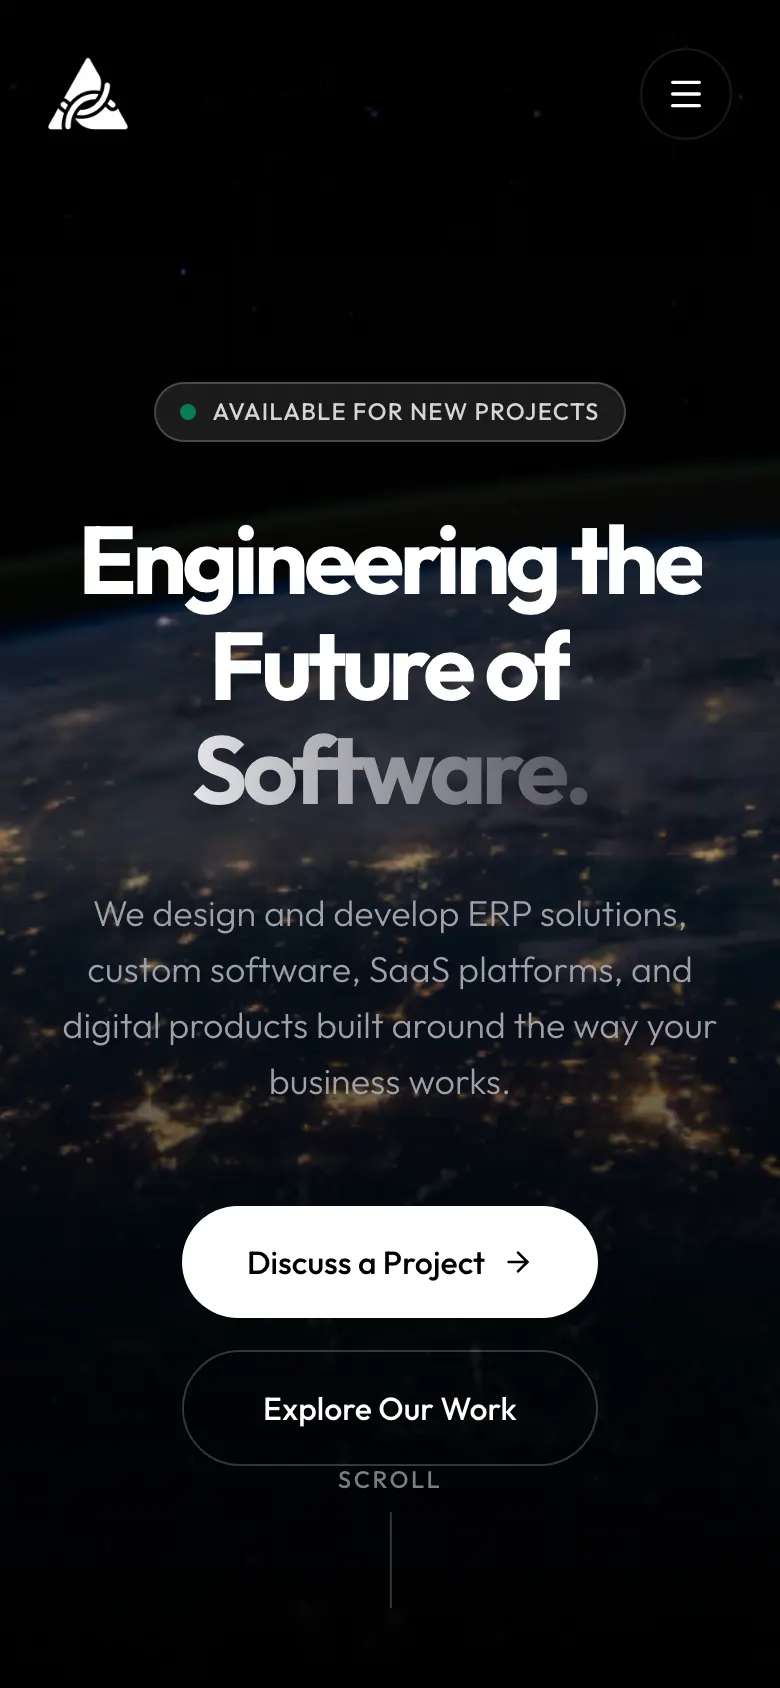 AVAILABLE FOR NEW PROJECTS
Engineering the
Future of
Software.
We design and develop ERP solutions,
custom software, SaaS platforms, and
digital products built around the way your
business works.
Discuss a Project →
Explore Our Work
SCROLL